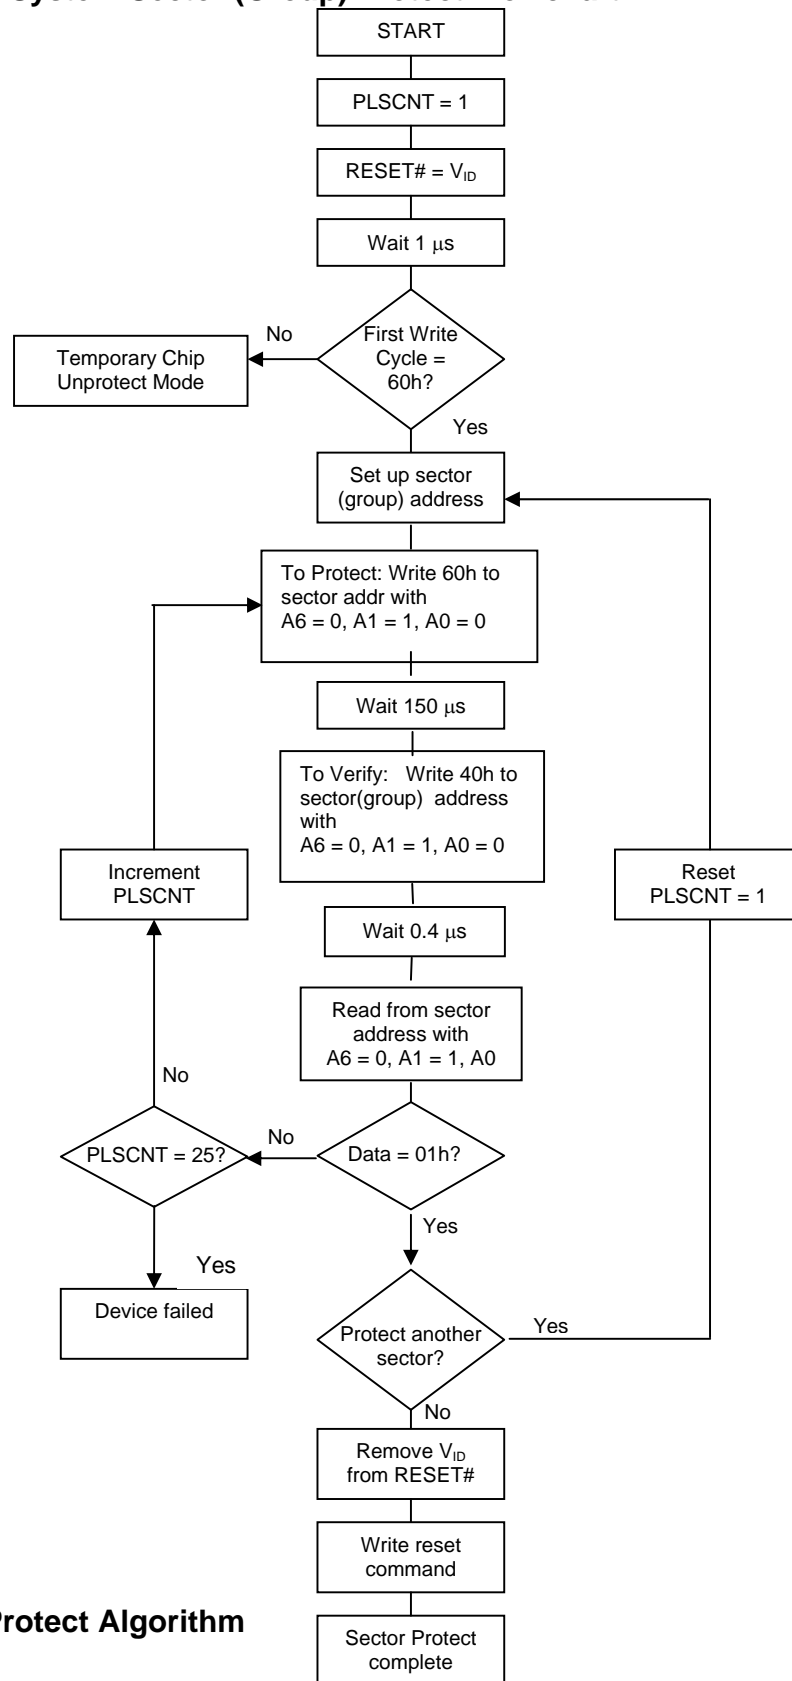 START
PLSCNT = 1
RESET# = VID
Wait 1 μs
First Write
Cycle =
60h?
No
Temporary Chip
Unprotect Mode
Yes
Set up sector
(group) address
To Protect: Write 60h to
sector addr with
A6 = 0, A1 = 1, A0 = 0
Wait 150 μs
To Verify: Write 40h to
sector(group) address
with
A6 = 0, A1 = 1, A0 = 0
Increment
PLSCNT
Reset
PLSCNT = 1
Wait 0.4 μs
Read from sector
address with
A6 = 0, A1 = 1, A0
No
PLSCNT = 25?
No
Data = 01h?
Yes
Yes
Device failed
Protect another
sector?
Yes
No
Remove VID
from RESET#
Write reset
command
Protect Algorithm
Sector Protect
complete